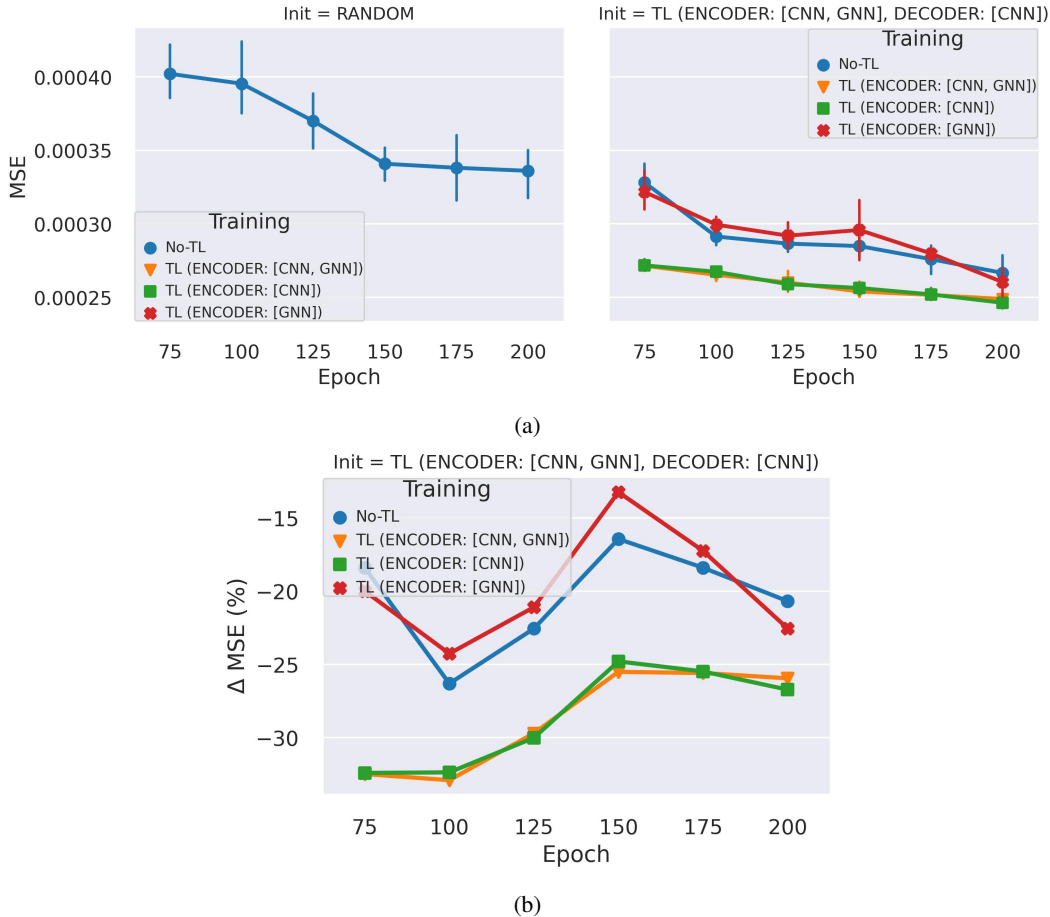 Init = RANDOM
MSE
0.00040
0.00035
0.00030
0.00025
Training
No-TL
TL (ENCODER: [CNN, GNN])
TL (ENCODER: [CNN])
TL (ENCODER: [GNN])
75 100 125 150 175 200
Epoch
Init = TL (ENCODER: [CNN, GNN], DECODER: [CNN])
Training
No-TL
TL (ENCODER: [CNN, GNN])
TL (ENCODER: [CNN])
TL (ENCODER: [GNN])
75 100 125 150 175 200
Epoch
(a)
Init = TL (ENCODER: [CNN, GNN], DECODER: [CNN])
Δ MSE (%)
−15
−20
−25
−30
Training
No-TL
TL (ENCODER: [CNN, GNN])
TL (ENCODER: [CNN])
TL (ENCODER: [GNN])
75 100 125 150 175 200
Epoch
(b)